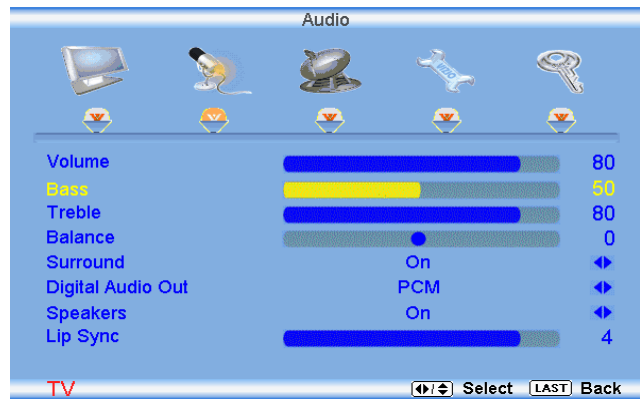 Audio
Volume 80
Bass 50
Treble 80
Balance 0
Surround On
Digital Audio Out PCM
Speakers On
Lip Sync 4
TV Select LAST Back